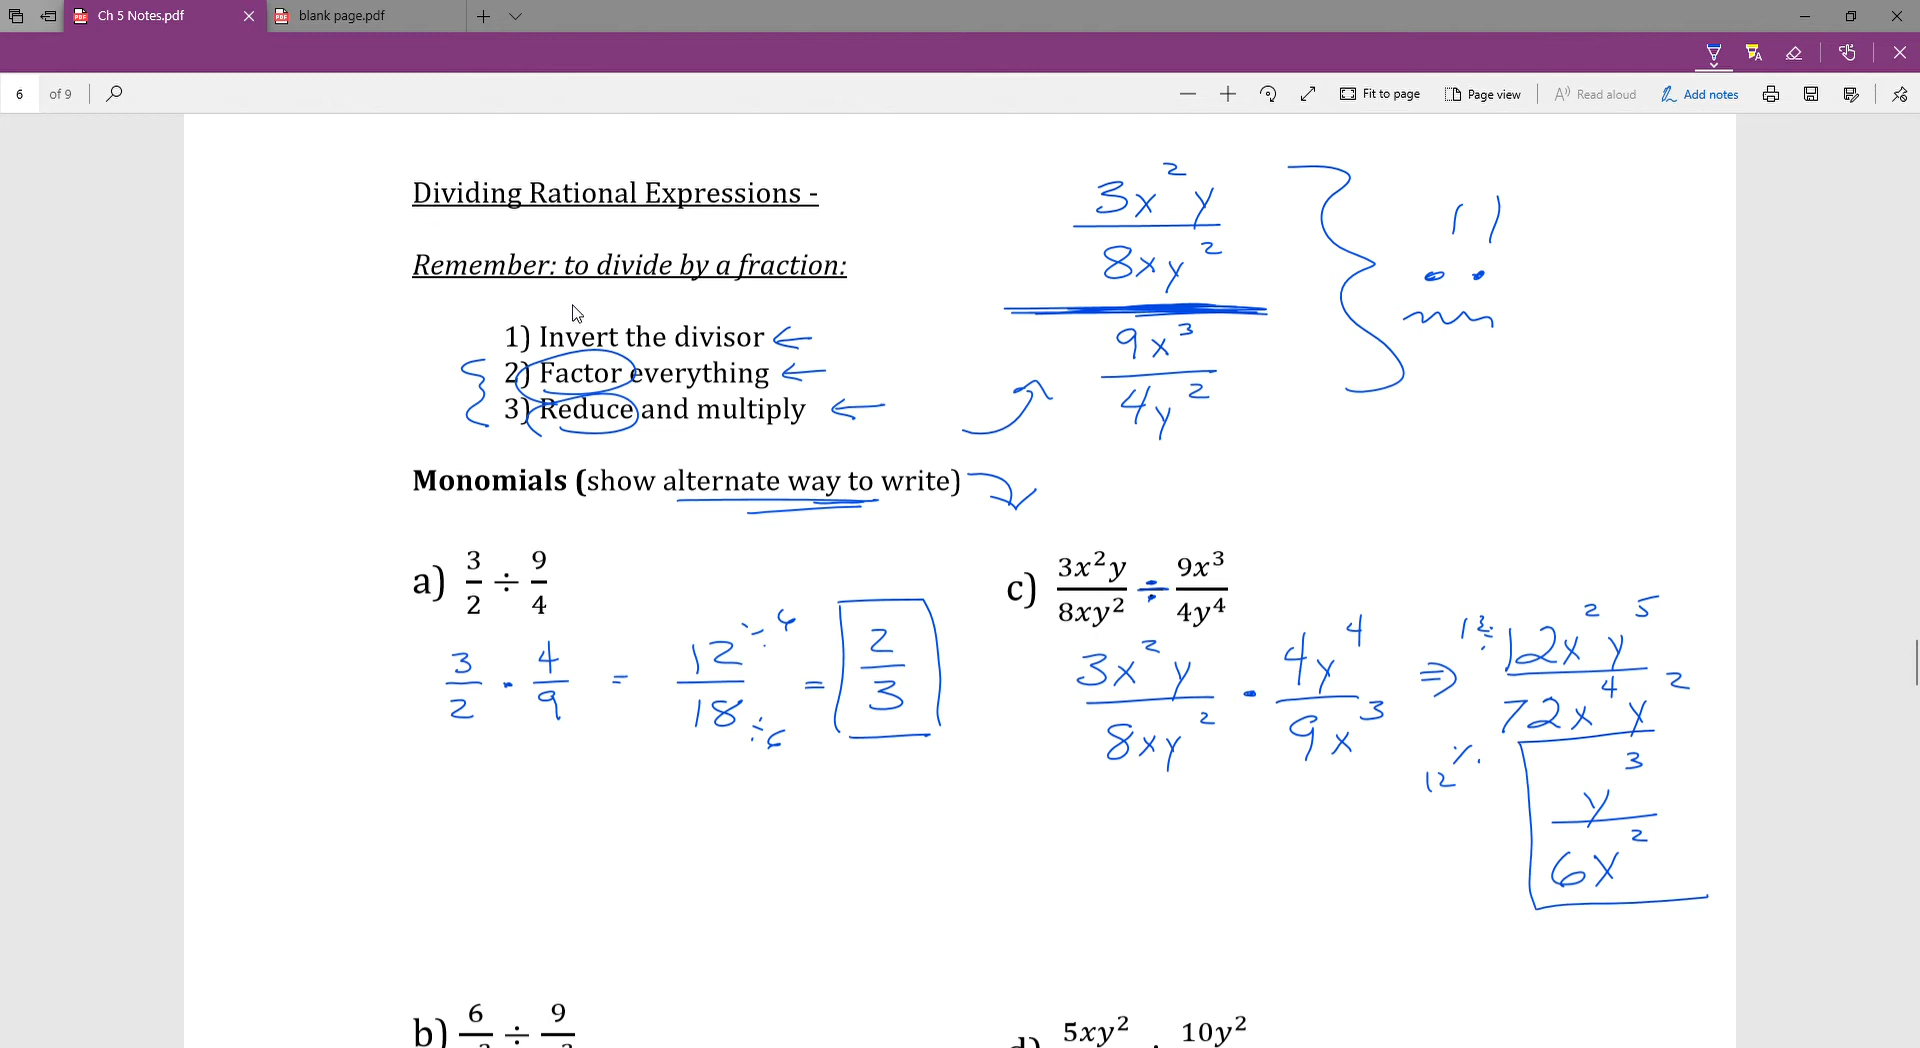 Ch 5 Notes.pdf
blank page.pdf
6 of 9
Fit to page
Page view
Read aloud
Add notes
Dividing Rational Expressions -
Remember: to divide by a fraction:
1) Invert the divisor ←
2) Factor everything ←
3) Reduce and multiply ←
3x²y
8xy²
9x³
4y²
Monomials (show alternate way to write)
a) 3/2 ÷ 9/4
3/2 · 4/9 = 12/18 ÷6 ÷6 = 2/3
c) 3x²y/8xy² ÷ 9x³/4y⁴
3x²y/8xy² · 4y⁴/9x³ ⇒ 12÷ 12x²y⁵/72x⁴y² 12÷
y³/6x²
b) 6 ÷ 9
5xy² 10y²